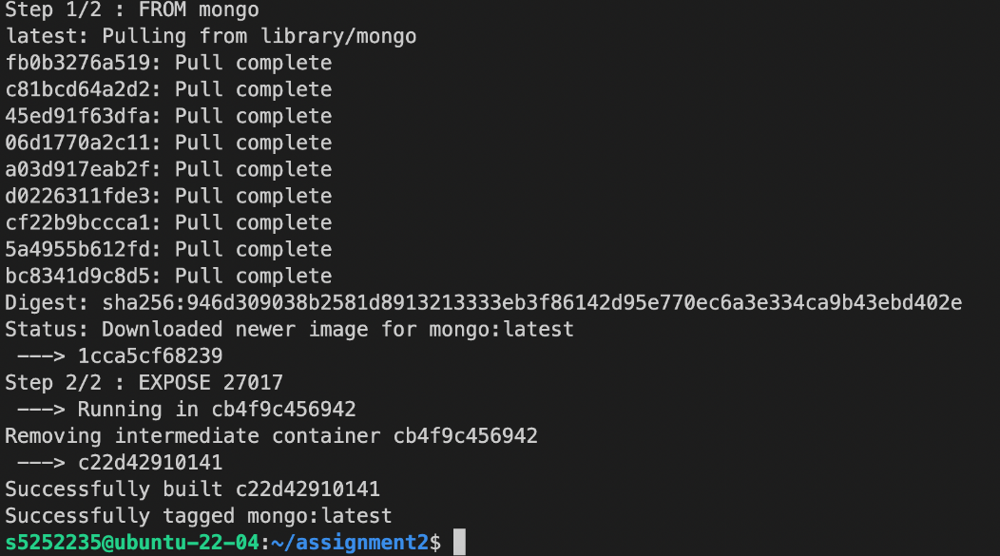 Step 1/2 : FROM mongo
latest: Pulling from library/mongo
fb0b3276a519: Pull complete
c81bcd64a2d2: Pull complete
45ed91f63dfa: Pull complete
06d1770a2c11: Pull complete
a03d917eab2f: Pull complete
d0226311fde3: Pull complete
cf22b9bccca1: Pull complete
5a4955b612fd: Pull complete
bc8341d9c8d5: Pull complete
Digest: sha256:946d309038b2581d8913213333eb3f86142d95e770ec6a3e334ca9b43ebd402e
Status: Downloaded newer image for mongo:latest
 ---> 1cca5cf68239
Step 2/2 : EXPOSE 27017
 ---> Running in cb4f9c456942
Removing intermediate container cb4f9c456942
 ---> c22d42910141
Successfully built c22d42910141
Successfully tagged mongo:latest
s5252235@ubuntu-22-04:~/assignment2$